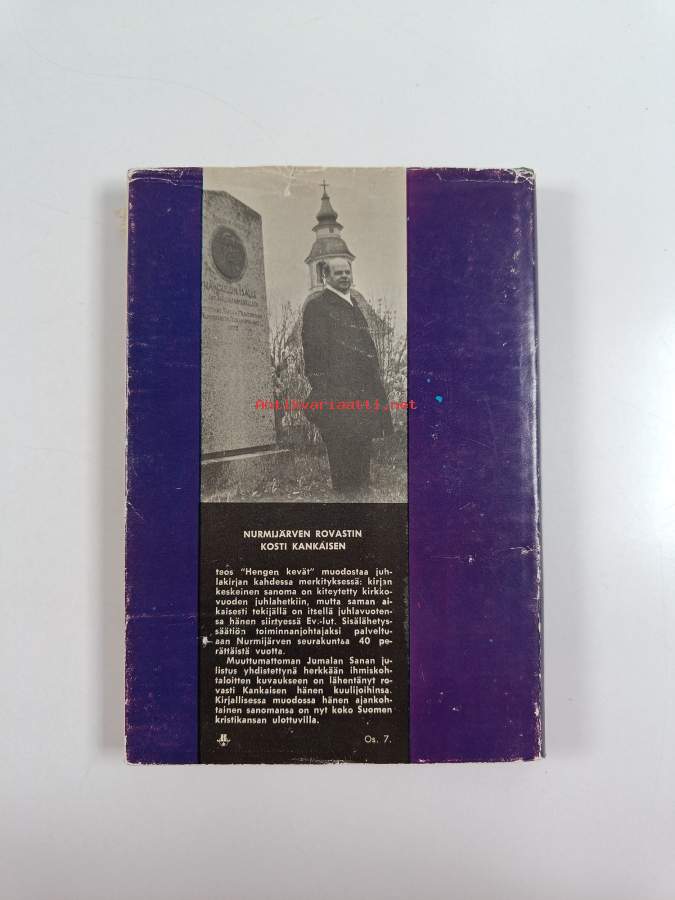 Antikvariaatti.net
NURMIJÄRVEN ROVASTIN
KOSTI KANKAISEN
teos "Hengen kevät" muodostaa juh-
lakirjan kahdessa merkityksessä: kirjan
keskeinen sanoma on kiteytetty kirkko-
vuoden juhlahetkiin, mutta saman ai-
kaisesti tekijällä on itsellä juhlavuoten-
sa hänen siirtyessä Ev.-lut. Sisälähetys-
säätiön toiminnanjohtajaksi palveltu-
aan Nurmijärven seurakuntaa 40 pe-
rättäistä vuotta.
Muuttumattoman Jumalan Sanan ju-
listus yhdistettynä herkkään ihmiskoh-
taloitten kuvaukseen on lähentänyt ro-
vasti Kankaisen hänen kuulijoihinsa.
Kirjallisessa muodossa hänen ajankoh-
tainen sanomansa on nyt koko Suomen
kristikansan ulottuvilla.
Os. 7.